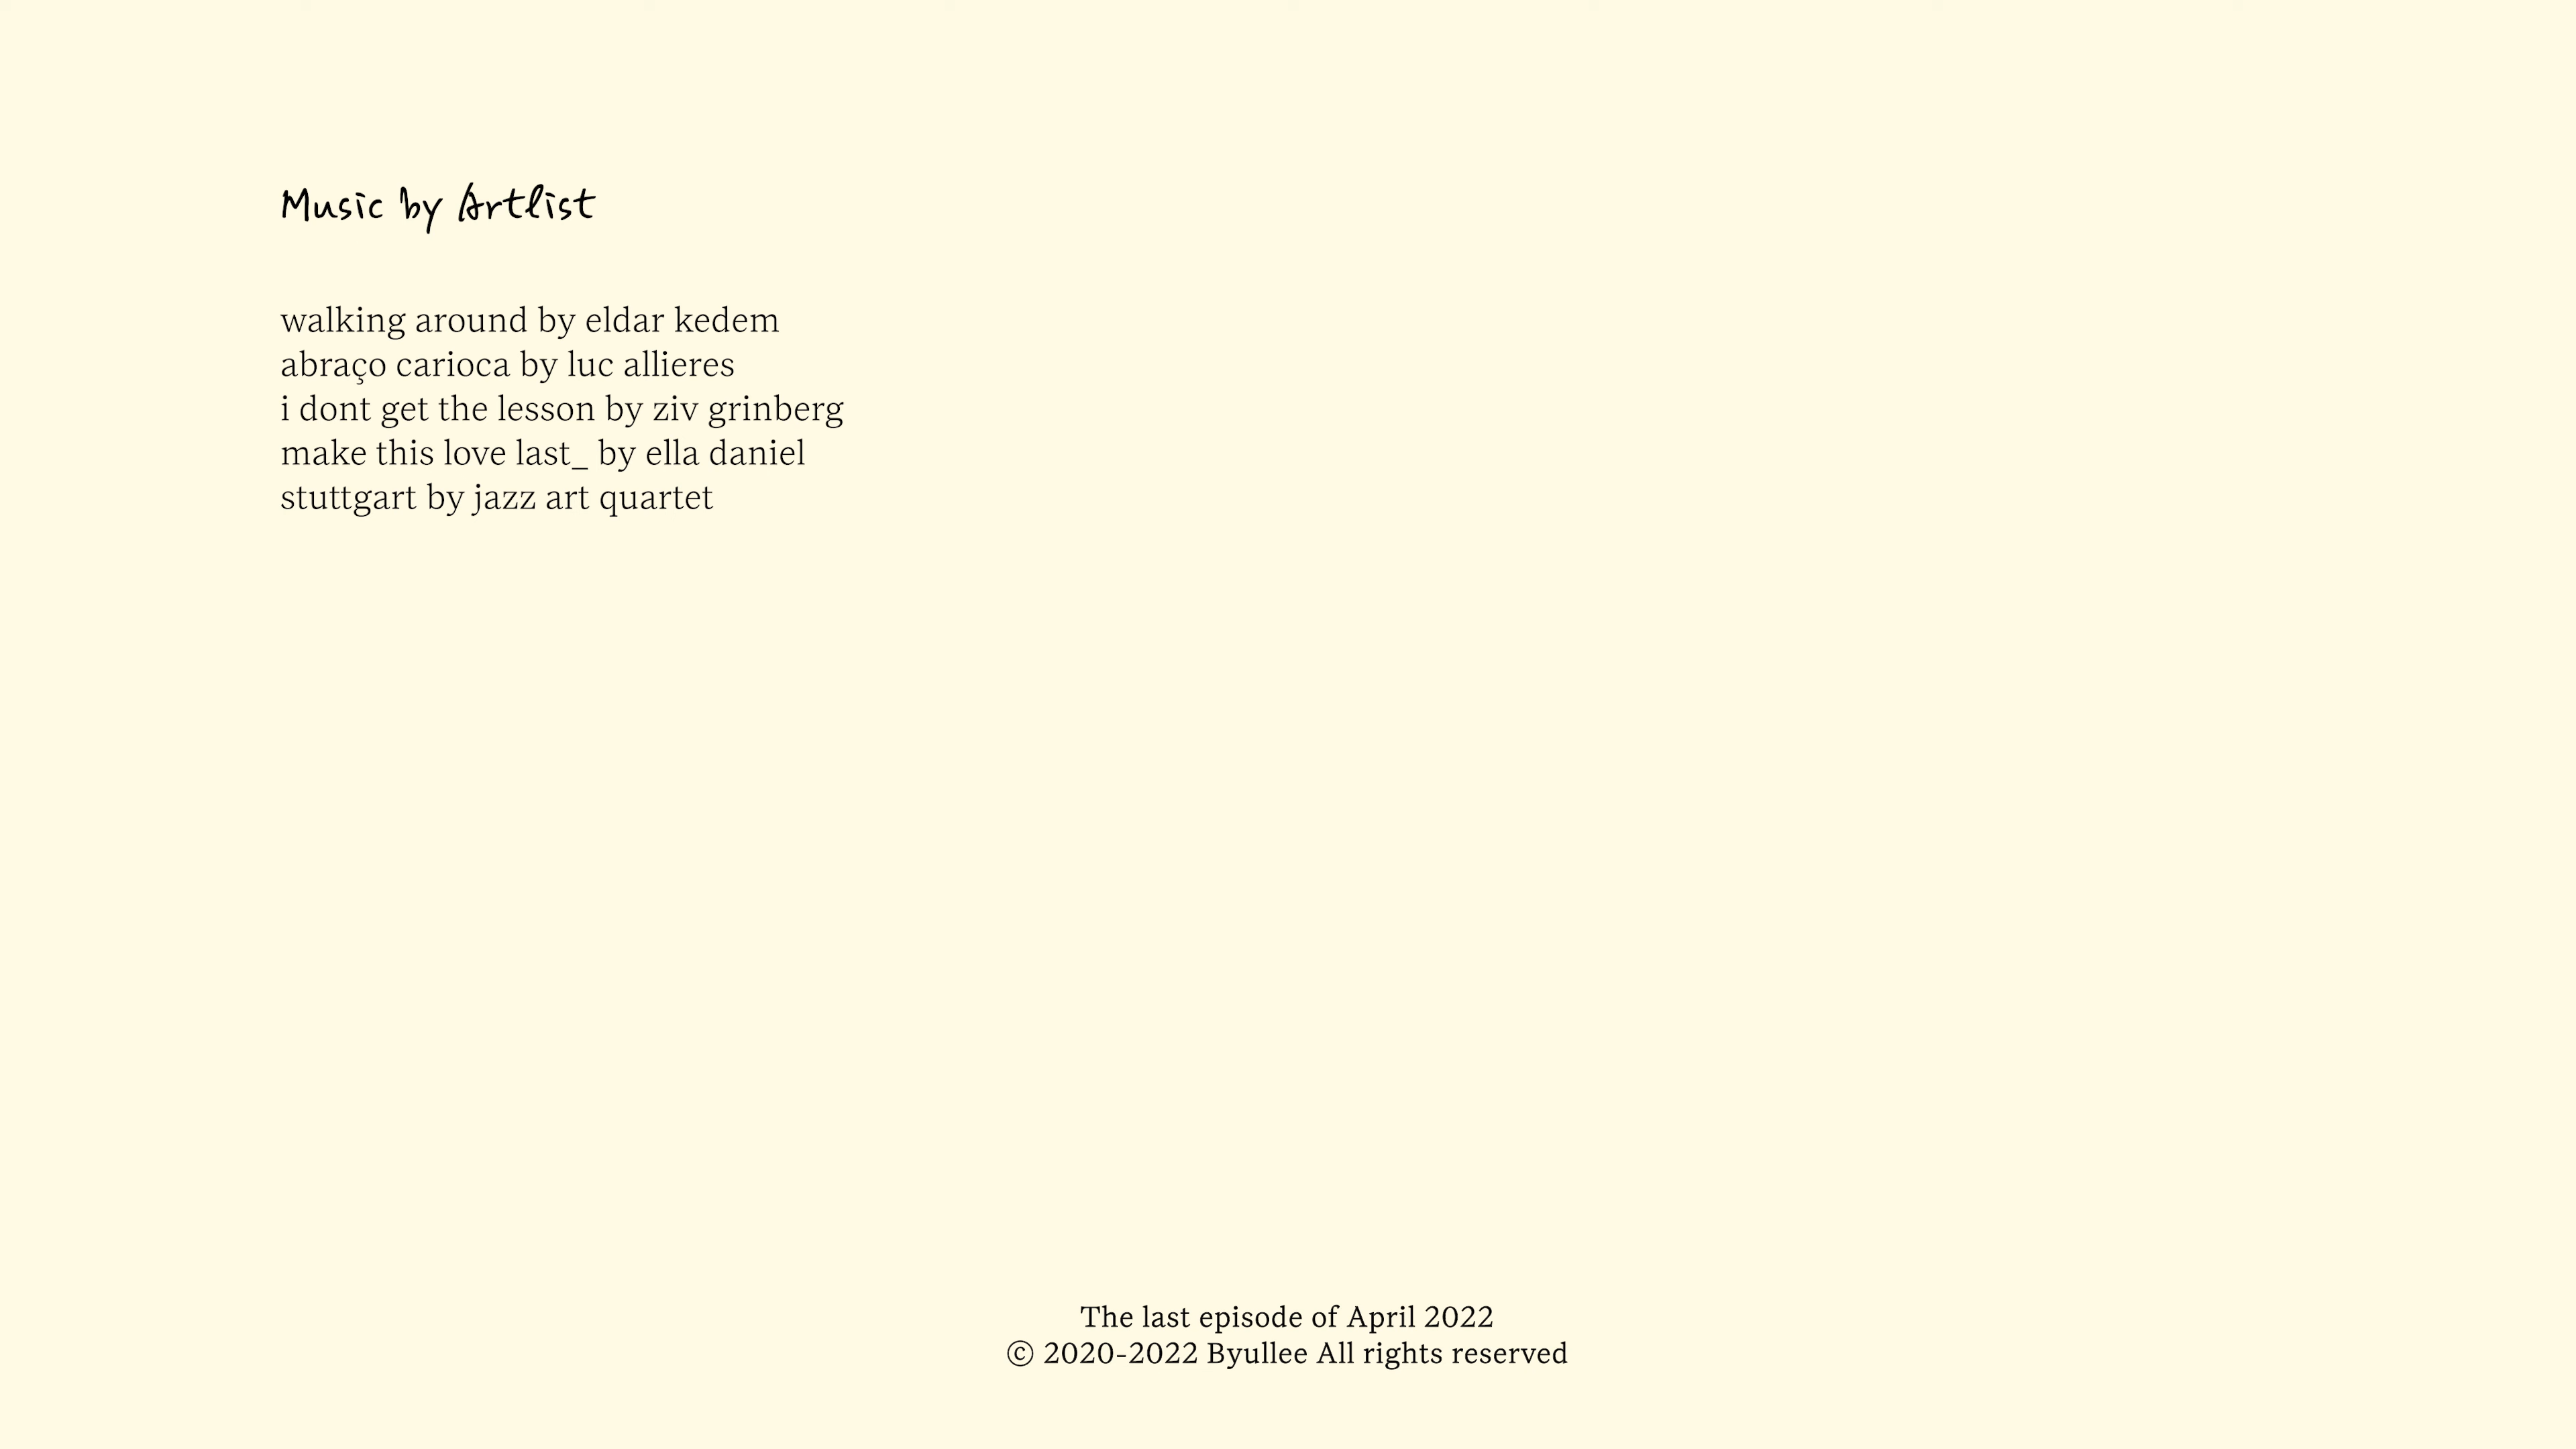 Music by Artlist
walking around by eldar kedem
abraço carioca by luc allieres
i dont get the lesson by ziv grinberg
make this love last_ by ella daniel
stuttgart by jazz art quartet
The last episode of April 2022
ⓒ 2020-2022 Byullee All rights reserved